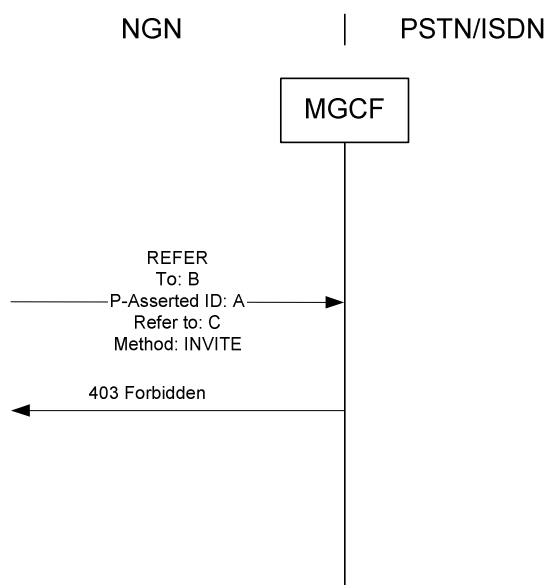 NGN | PSTN/ISDN
MGCF
REFER
To: B
P-Asserted ID: A
Refer to: C
Method: INVITE
403 Forbidden